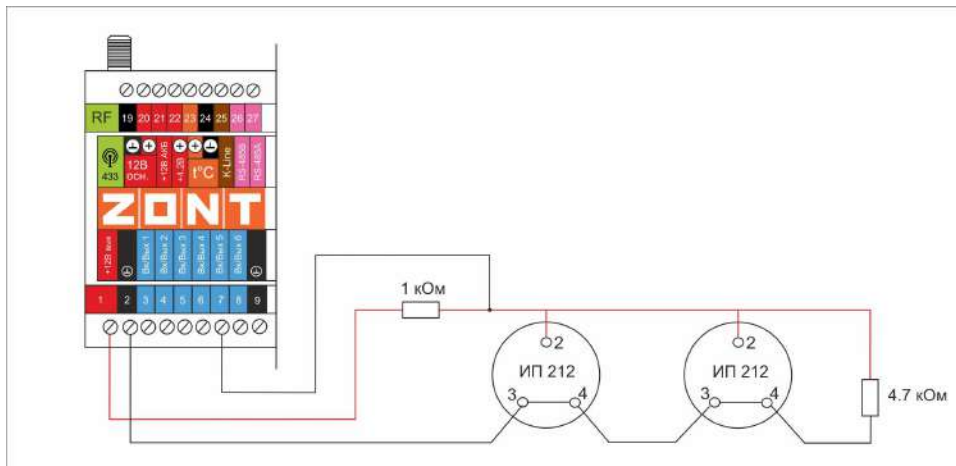 RF 19 20 21 22 23 24 25 26 27
433 12В осн. +12В АКБ +4,2В t°C K-Line RS-485B RS-485A
ZONT
+12В вых Вх/Вых 1 Вх/Вых 2 Вх/Вых 3 Вх/Вых 4 Вх/Вых 5 Вх/Вых 6
1 2 3 4 5 6 7 8 9
1 кОм
2 2
ИП 212 ИП 212
3 4 3 4
4.7 кОм